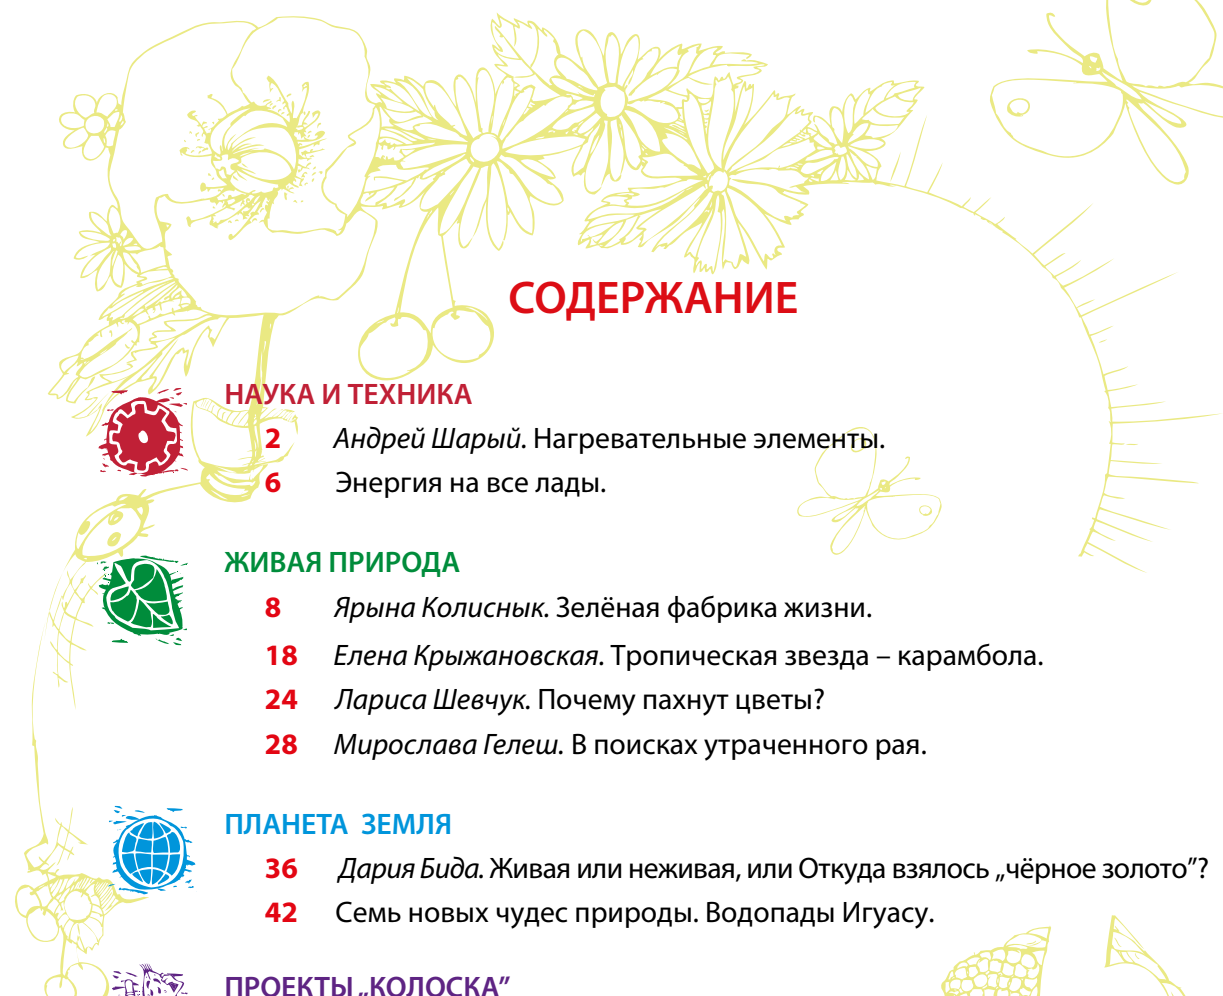 СОДЕРЖАНИЕ
НАУКА И ТЕХНИКА
2 Андрей Шарый. Нагревательные элементы.
6 Энергия на все лады.
ЖИВАЯ ПРИРОДА
8 Ярына Колиснык. Зелёная фабрика жизни.
18 Елена Крыжановская. Тропическая звезда – карамбола.
24 Лариса Шевчук. Почему пахнут цветы?
28 Мирослава Гелеш. В поисках утраченного рая.
ПЛАНЕТА ЗЕМЛЯ
36 Дария Бида. Живая или неживая, или Откуда взялось „чёрное золото”?
42 Семь новых чудес природы. Водопады Игуасу.
ПРОЕКТЫ „КОЛОСКА”